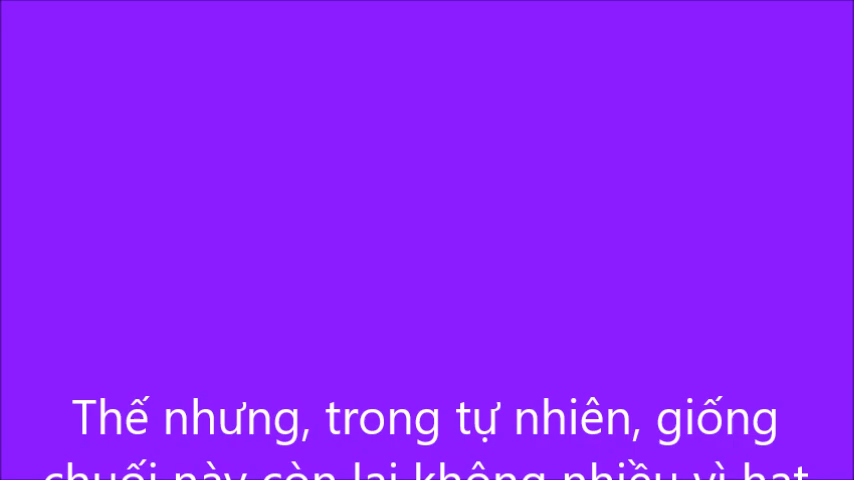 Thế nhưng, trong tự nhiên, giống
chuối này còn lại không nhiều vì hạt